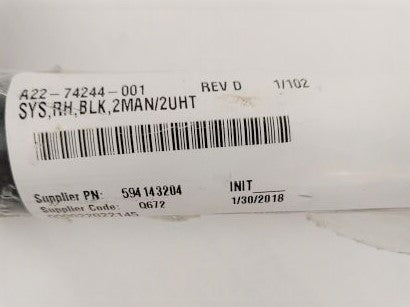 A22-74244-001 REV D 1/102
SYS,RH,BLK,2MAN/2UHT
Supplier PN: 594143204 INIT____
Supplier Code: Q672 1/30/2018